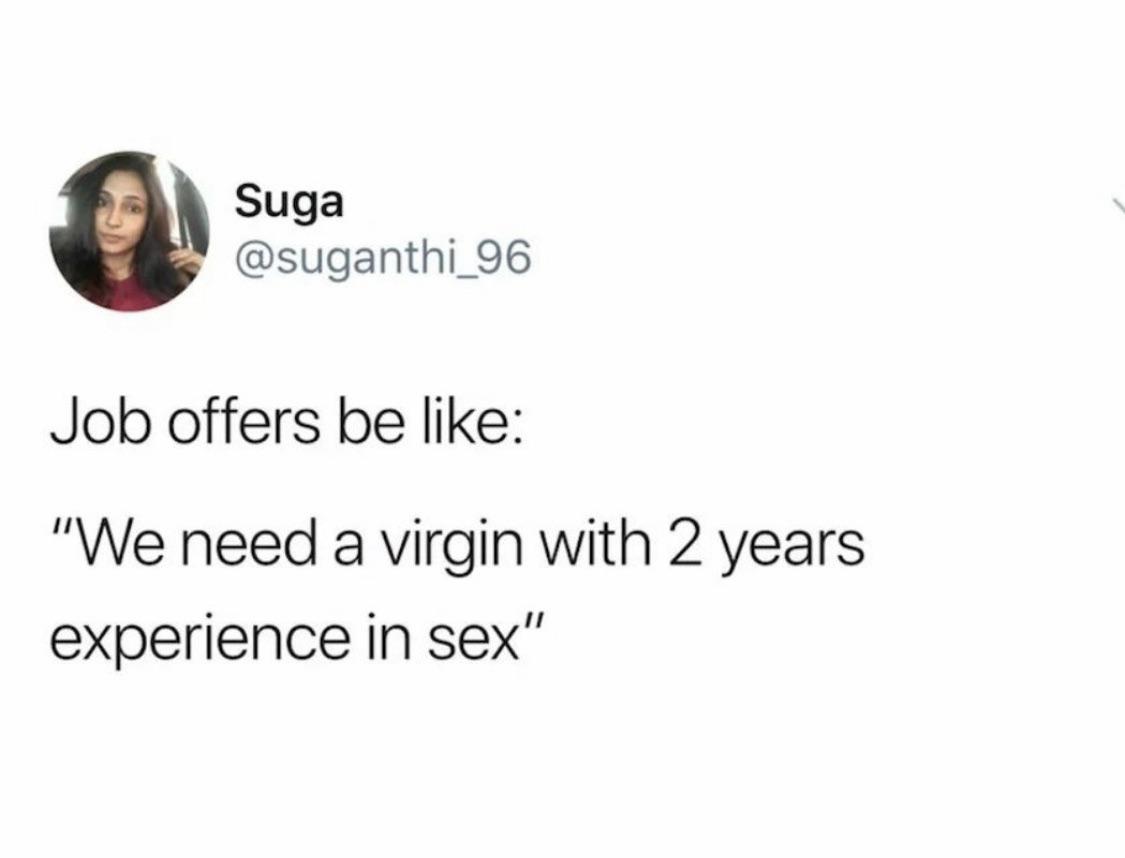 Suga
@suganthi_96
Job offers be like:
"We need a virgin with 2 years
experience in sex"